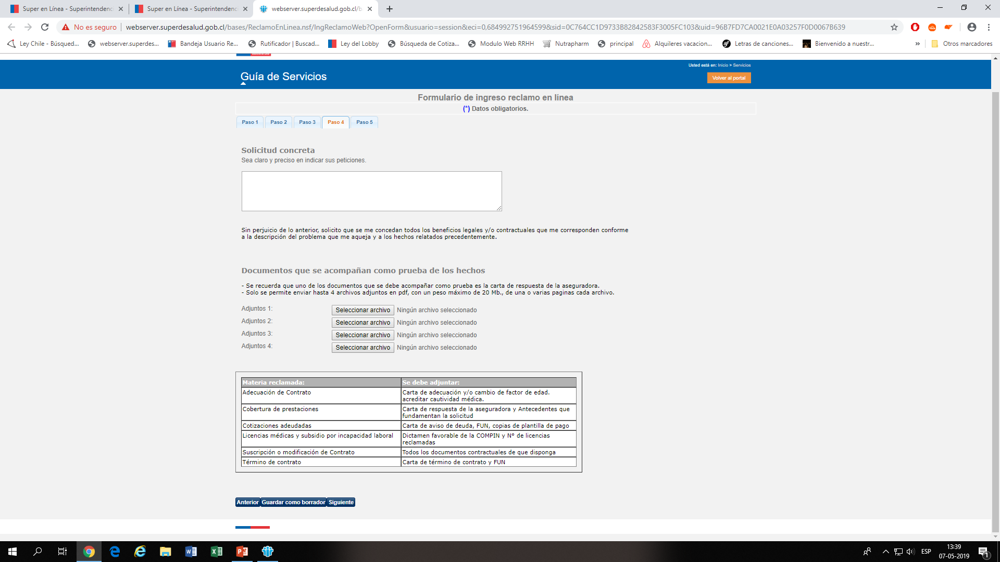 Super en Línea - Superintendenc
Super en Línea - Superintendenc
webserver.superdesalud.gob.cl/b
No es seguro
webserver.superdesalud.gob.cl/bases/ReclamoEnLinea.nsf/IngReclamoWeb?OpenForm&usuario=session&eci=0,684992751964599&sid=0C764CC1D9733B82842583F3005FC103&uid=96B7FD7CA0021E0A03257F0D0067B639
Ley Chile - Búsqued...
webserver.superdes...
Bandeja Usuario Re...
Rutificador | Buscad...
Ley del Lobby
Búsqueda de Cotiza...
Modulo Web RRHH
Nutrapharm
principal
Alquileres vacacion...
Letras de canciones...
Bienvenido a nuestr...
»
Otros marcadores
Usted está en: Inicio > Servicios
Guía de Servicios
Volver al portal
Formulario de ingreso reclamo en línea
(*) Datos obligatorios.
Paso 1
Paso 2
Paso 3
Paso 4
Paso 5
Solicitud concreta
Sea claro y preciso en indicar sus peticiones.
Sin perjuicio de lo anterior, solicito que se me concedan todos los beneficios legales y/o contractuales que me corresponden conforme
a la descripción del problema que me aqueja y a los hechos relatados precedentemente.
Documentos que se acompañan como prueba de los hechos
- Se recuerda que uno de los documentos que se debe acompañar como prueba es la carta de respuesta de la aseguradora.
- Solo se permite enviar hasta 4 archivos adjuntos en pdf, con un peso máximo de 20 Mb., de una o varias paginas cada archivo.
Adjuntos 1: Seleccionar archivo Ningún archivo seleccionado
Adjuntos 2: Seleccionar archivo Ningún archivo seleccionado
Adjuntos 3: Seleccionar archivo Ningún archivo seleccionado
Adjuntos 4: Seleccionar archivo Ningún archivo seleccionado
Materia reclamada: Se debe adjuntar:
Adecuación de Contrato
Carta de adecuación y/o cambio de factor de edad.
acreditar cautividad médica.
Cobertura de prestaciones
Carta de respuesta de la aseguradora y Antecedentes que
fundamentan la solicitud
Cotizaciones adeudadas
Carta de aviso de deuda, FUN, copias de plantilla de pago
Licencias médicas y subsidio por incapacidad laboral
Dictamen favorable de la COMPIN y N° de licencias
reclamadas
Suscripción o modificación de Contrato
Todos los documentos contractuales de que disponga
Término de contrato
Carta de término de contrato y FUN
Anterior
Guardar como borrador
Siguiente
ESP
13:39
07-05-2019
1